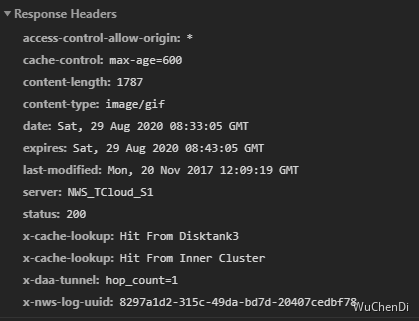 Response Headers
access-control-allow-origin: *
cache-control: max-age=600
content-length: 1787
content-type: image/gif
date: Sat, 29 Aug 2020 08:33:05 GMT
expires: Sat, 29 Aug 2020 08:43:05 GMT
last-modified: Mon, 20 Nov 2017 12:09:19 GMT
server: NWS_TCloud_S1
status: 200
x-cache-lookup: Hit From Disktank3
x-cache-lookup: Hit From Inner Cluster
x-daa-tunnel: hop_count=1
x-nws-log-uuid: 8297a1d2-315c-49da-bd7d-20407cedbf78
WuChenDi